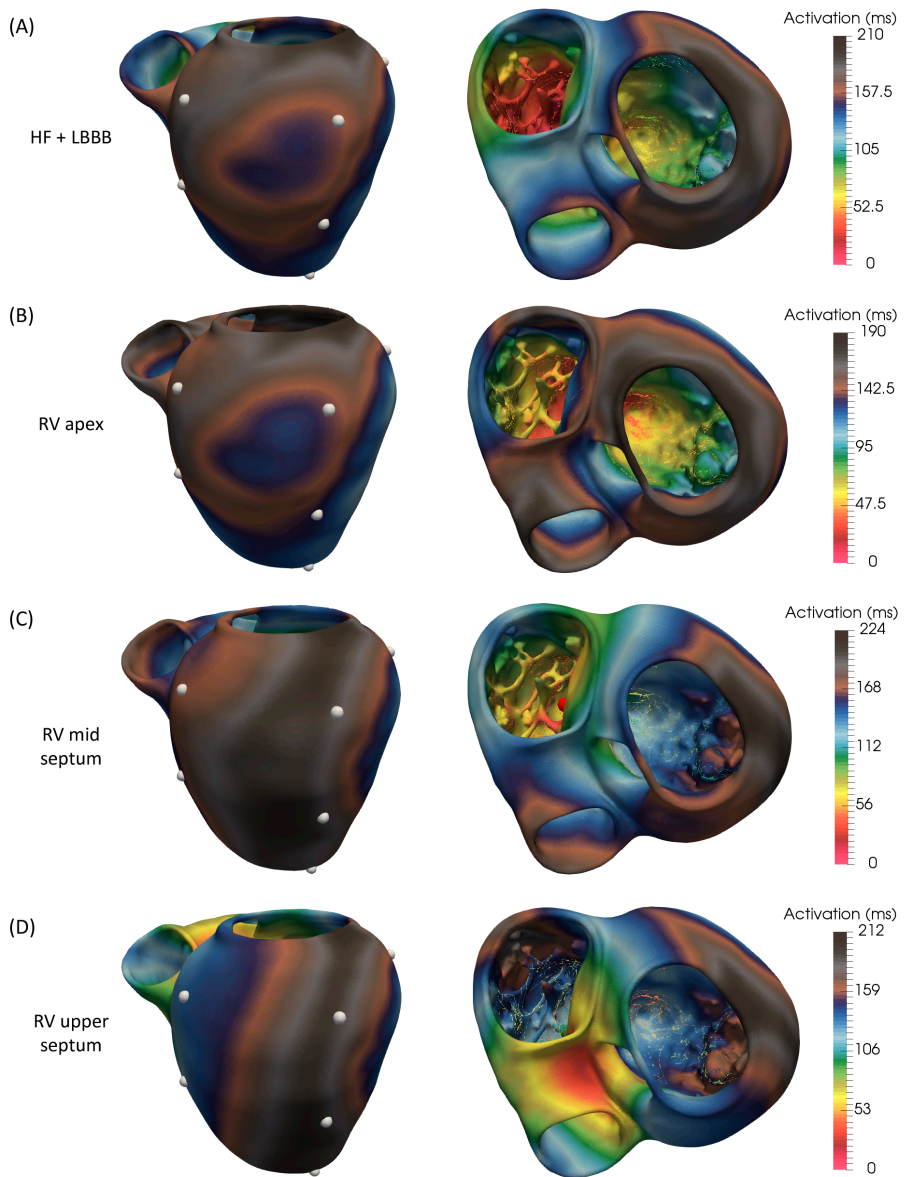 (A)
HF + LBBB
Activation (ms)
210
157.5
105
52.5
0
(B)
RV apex
Activation (ms)
190
142.5
95
47.5
0
(C)
RV mid
septum
Activation (ms)
224
168
112
56
0
(D)
RV upper
septum
Activation (ms)
212
159
106
53
0